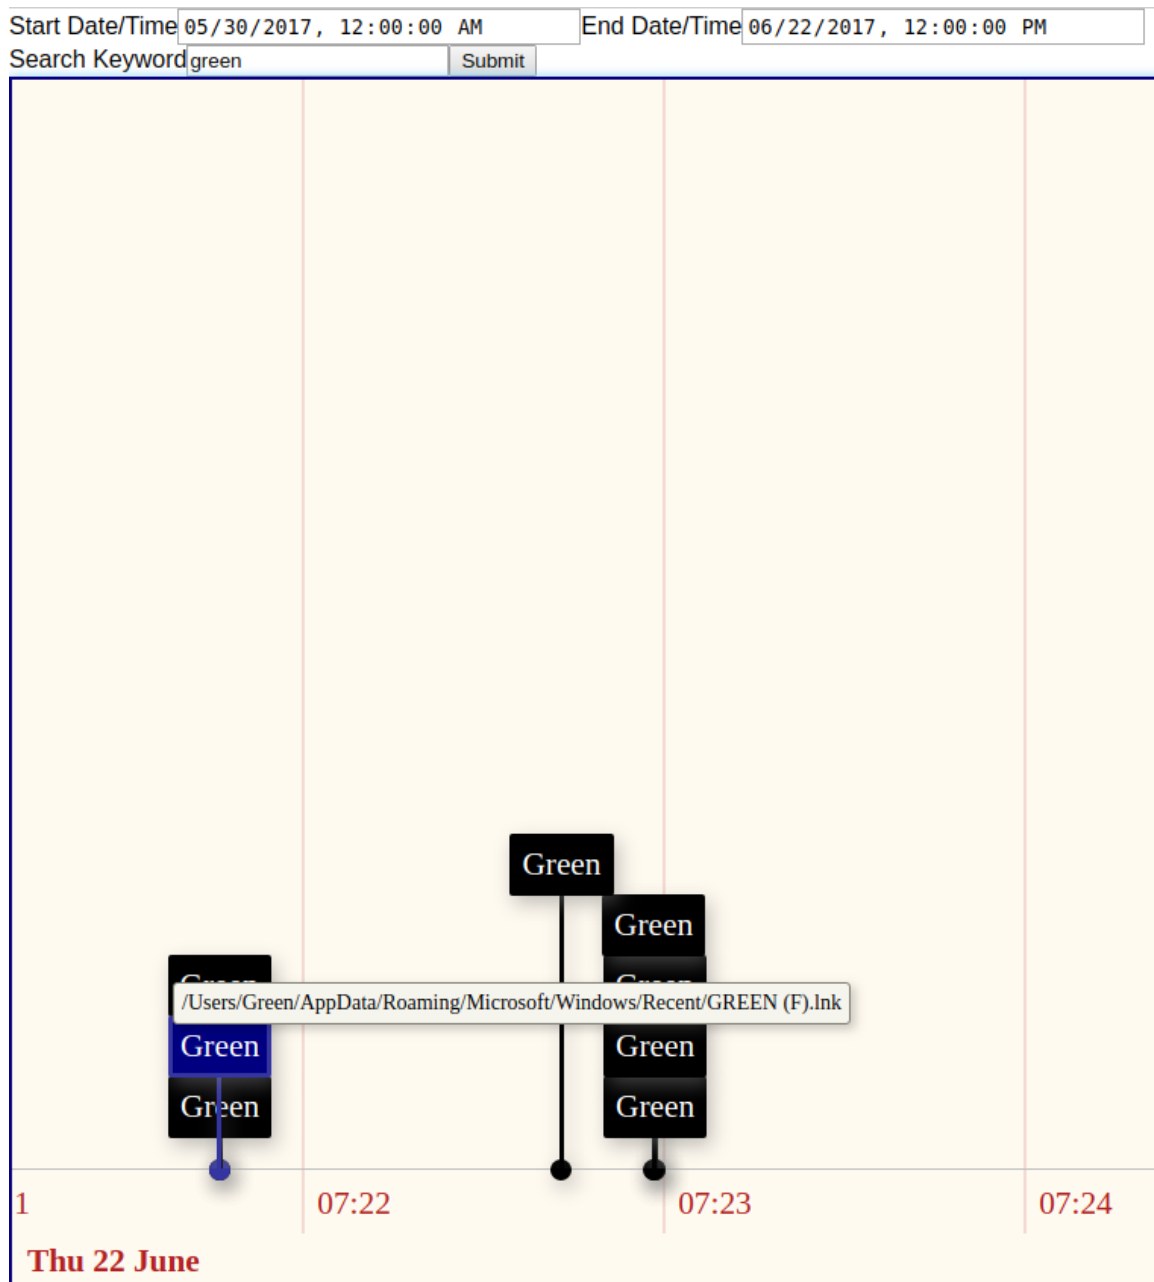 Start Date/Time 05/30/2017, 12:00:00 AM End Date/Time 06/22/2017, 12:00:00 PM
Search Keyword green Submit
Green
Green
/Users/Green/AppData/Roaming/Microsoft/Windows/Recent/GREEN (F).lnk
Green Green
Green Green
1 07:22 07:23 07:24
Thu 22 June